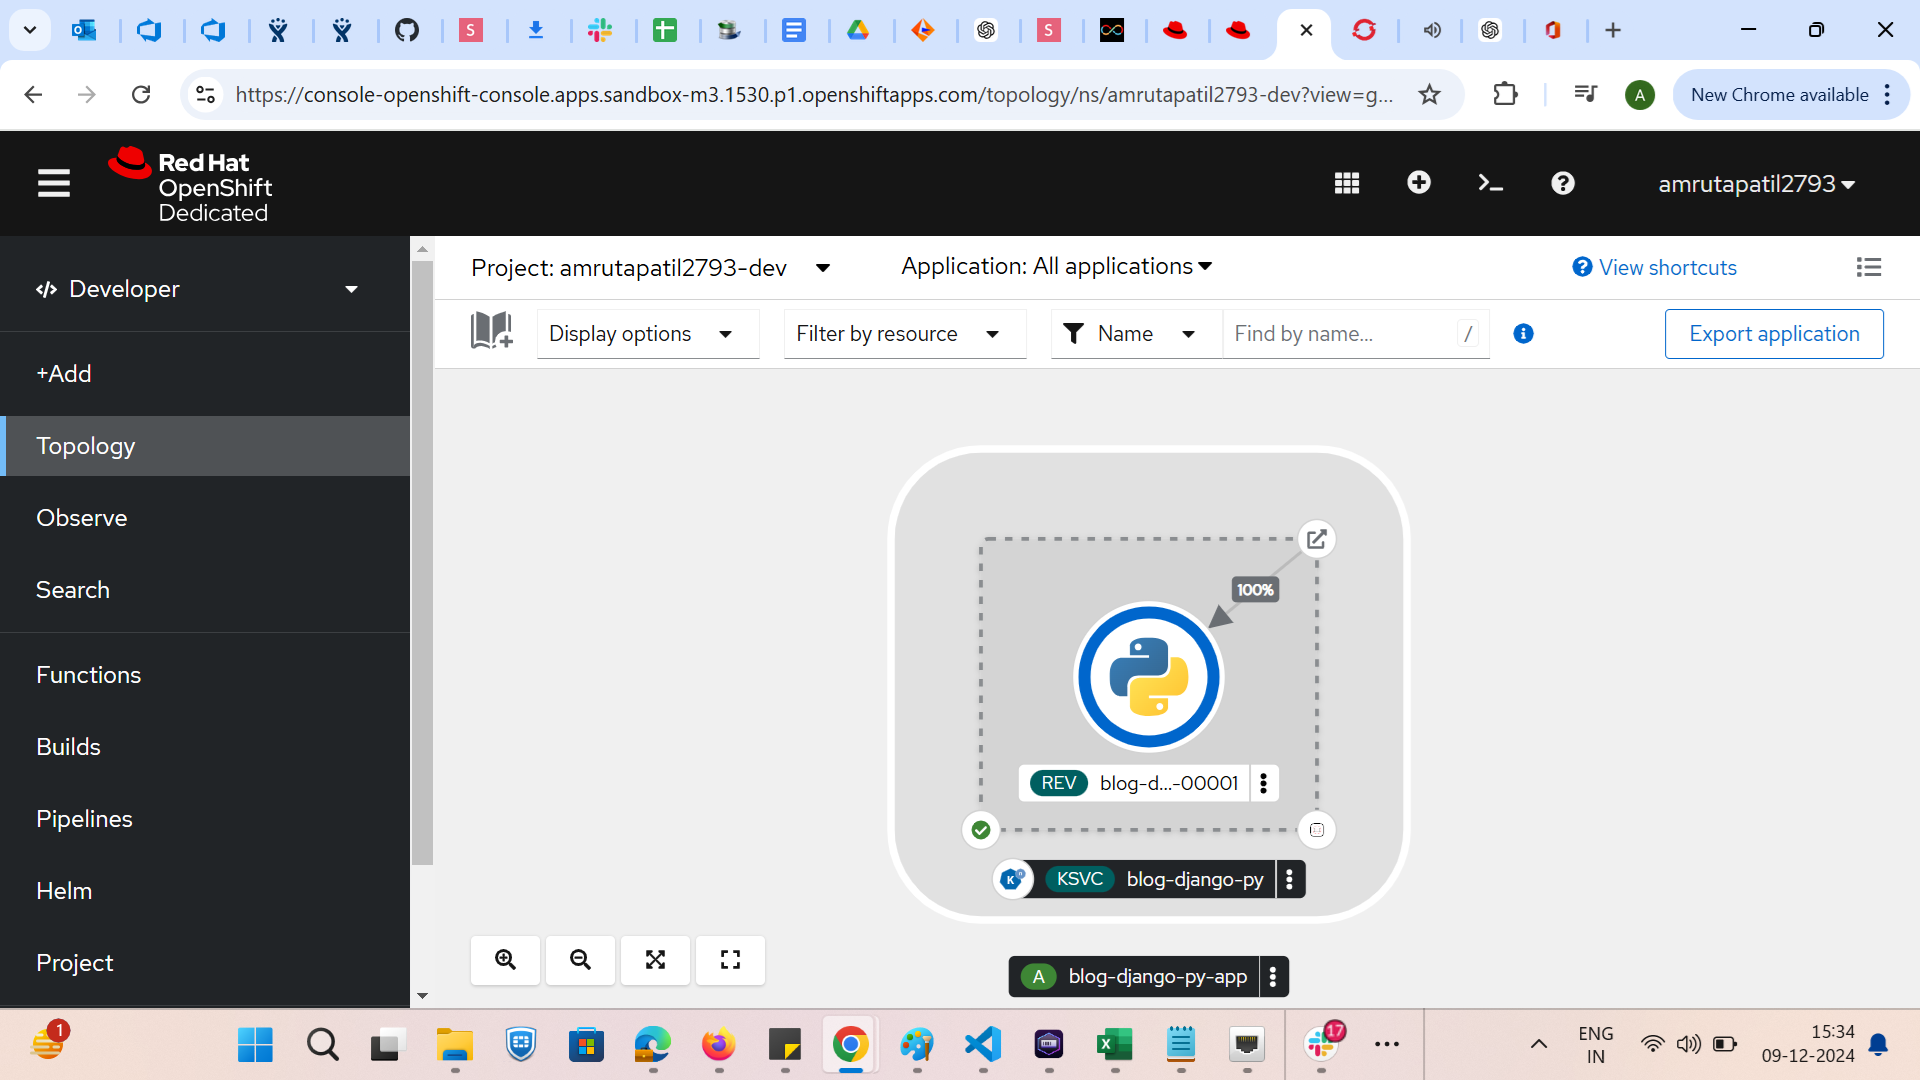 https://console-openshift-console.apps.sandbox-m3.1530.p1.openshiftapps.com/topology/ns/amrutapatil2793-dev?view=g...
A
New Chrome available
Red Hat
OpenShift
Dedicated
amrutapatil2793
Developer
Project: amrutapatil2793-dev
Application: All applications
View shortcuts
Display options
Filter by resource
Name
Find by name...
/
Export application
+Add
Topology
Observe
Search
Functions
Builds
Pipelines
Helm
Project
100%
REV blog-d...-00001
KSVC blog-django-py
A blog-django-py-app
1
17
ENG
IN
15:34
09-12-2024